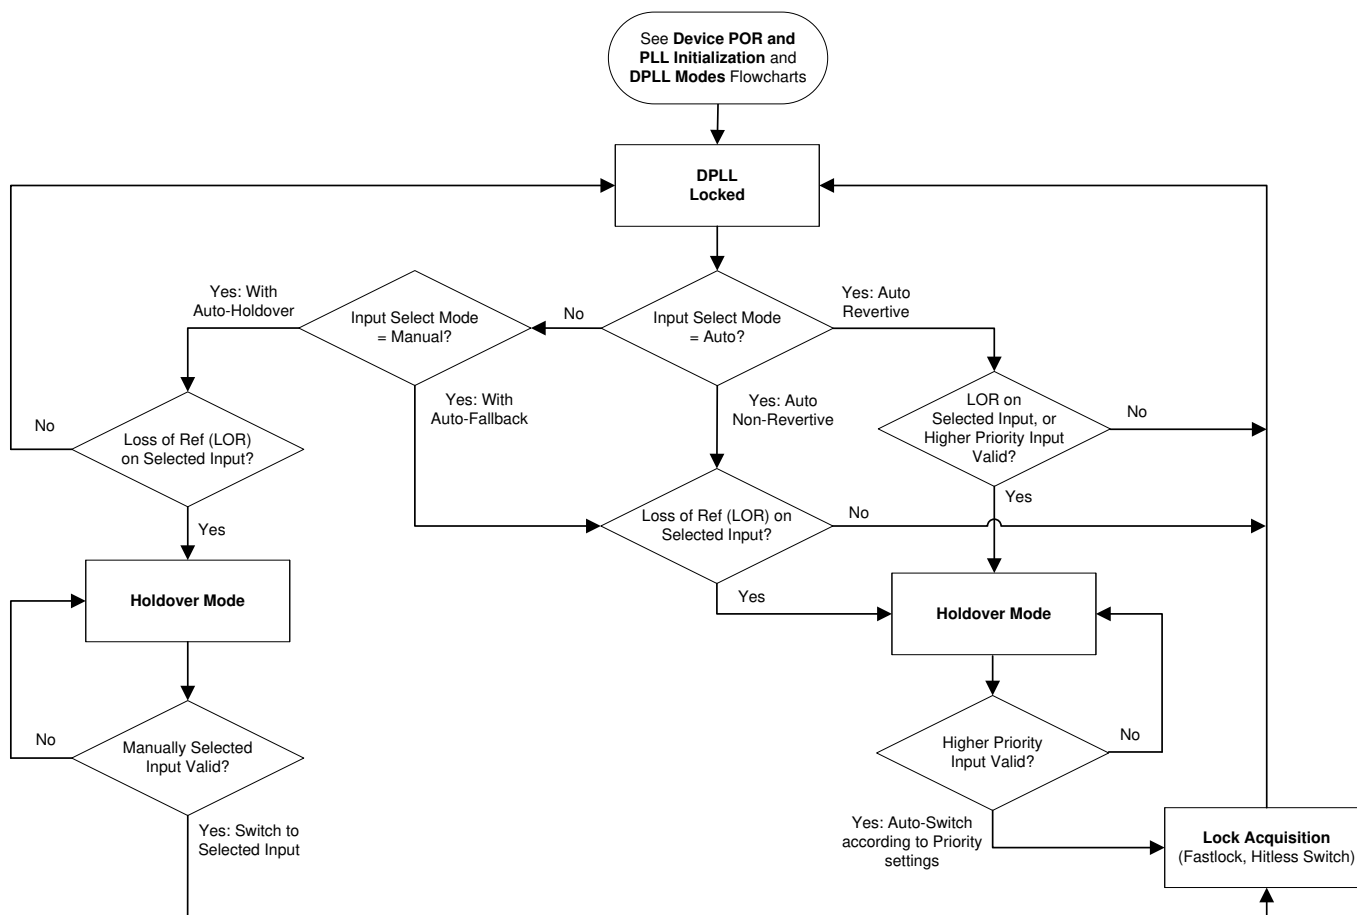 See Device POR and
PLL Initialization and
DPLL Modes Flowcharts
DPLL
Locked
Yes: With
Auto-Holdover
Input Select Mode
= Manual?
No
Input Select Mode
= Auto?
Yes: Auto
Revertive
Yes: With
Auto-Fallback
Yes: Auto
Non-Revertive
LOR on
Selected Input, or
Higher Priority Input
Valid?
No
No
Loss of Ref (LOR)
on Selected Input?
Yes
Loss of Ref (LOR) on
Selected Input?
No
Yes
Yes
Holdover Mode
Holdover Mode
No
Manually Selected
Input Valid?
Higher Priority
Input Valid?
No
Yes: Switch to
Selected Input
Yes: Auto-Switch
according to Priority
settings
Lock Acquisition
(Fastlock, Hitless Switch)